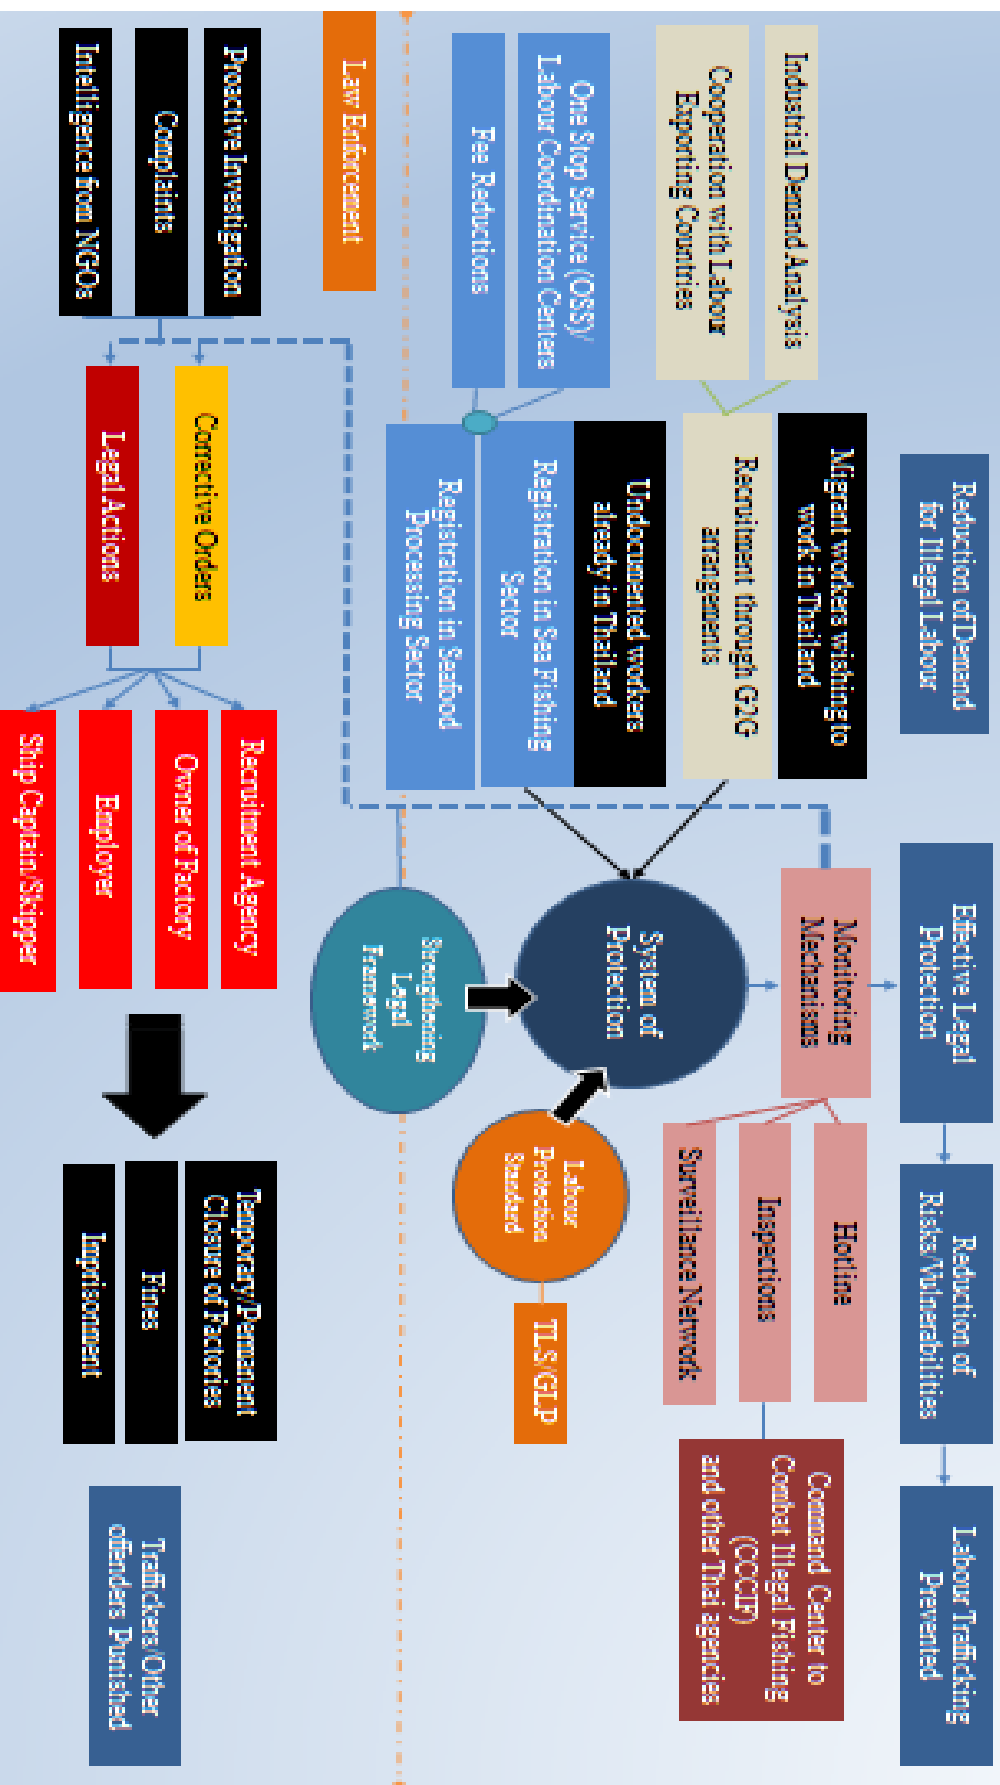 Reduction of Demand
for Illegal Labour
Effective Legal
Protection
Reduction of
Risks/Vulnerabilities
Labour Trafficking
Prevented
Industrial Demand Analysis
Cooperation with Labour
Exporting Countries
Migrant workers wishing to
work in Thailand
Recruitment through G2G
arrangements
Monitoring
Mechanisms
Hotline
Inspections
Surveillance Network
Command Center to
Combat Illegal Fishing
(CCCIF)
and other Thai agencies
One Stop Service (OSS)/
Labour Coordination Centers
Fee Reductions
Undocumented workers
already in Thailand
Registration in Sea Fishing
Sector
Registration in Seafood
Processing Sector
System of
Protection
Labour
Protection
Standard
TLS/GLP
Strengthening
Legal
Framework
Law Enforcement
Proactive Investigation
Complaints
Intelligence from NGOs
Corrective Orders
Legal Actions
Recruitment Agency
Owner of Factory
Employer
Ship Captain/Skipper
Temporary/Permanent
Closure of Factories
Fines
Imprisonment
Traffickers/Other
offenders Punished